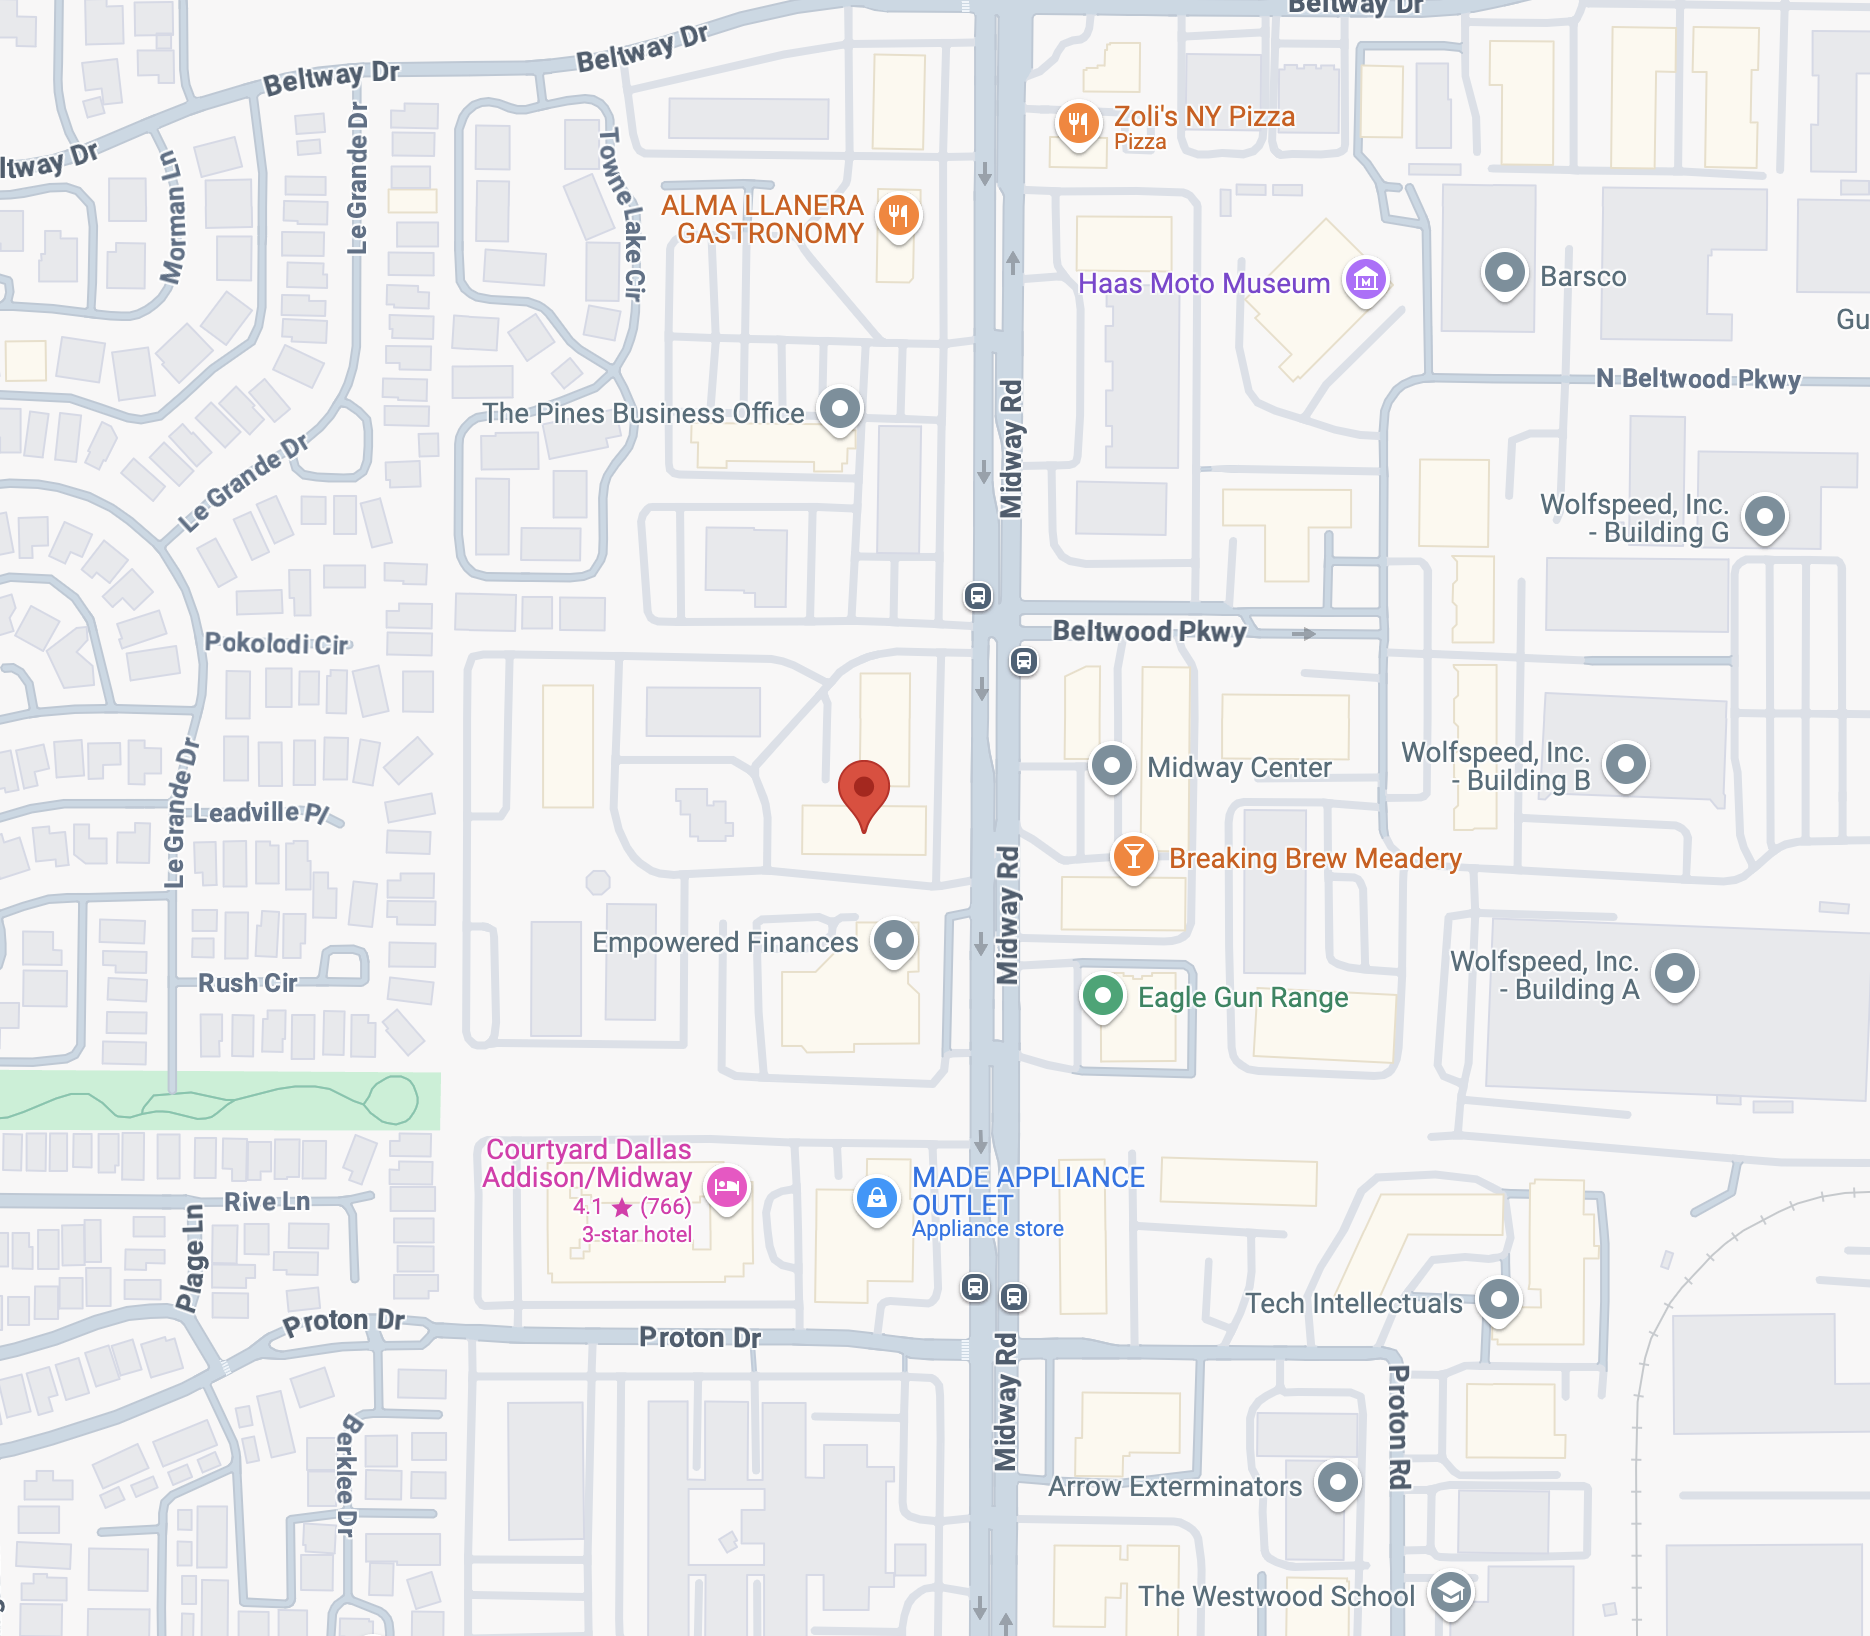 Beltway Dr
Beltway Dr
Beltway Dr
ltway Dr
Mormann Ln
Le Grande Dr
Towne Lake Cir
Zoli's NY Pizza
Pizza
ALMA LLANERA
GASTRONOMY
Haas Moto Museum
Barsco
Gu
N Beltwood Pkwy
The Pines Business Office
Midway Rd
Le Grande Dr
Wolfspeed, Inc.
- Building G
Pokolodi Cir
Beltwood Pkwy
Le Grande Dr
Leadville Pl
Midway Center
Wolfspeed, Inc.
- Building B
Midway Rd
Breaking Brew Meadery
Empowered Finances
Rush Cir
Eagle Gun Range
Wolfspeed, Inc.
- Building A
Courtyard Dallas
Addison/Midway
4.1 ★ (766)
3-star hotel
MADE APPLIANCE
OUTLET
Appliance store
Rive Ln
Plage Ln
Tech Intellectuals
Proton Dr
Proton Dr
Midway Rd
Proton Rd
Berklee Dr
Arrow Exterminators
The Westwood School